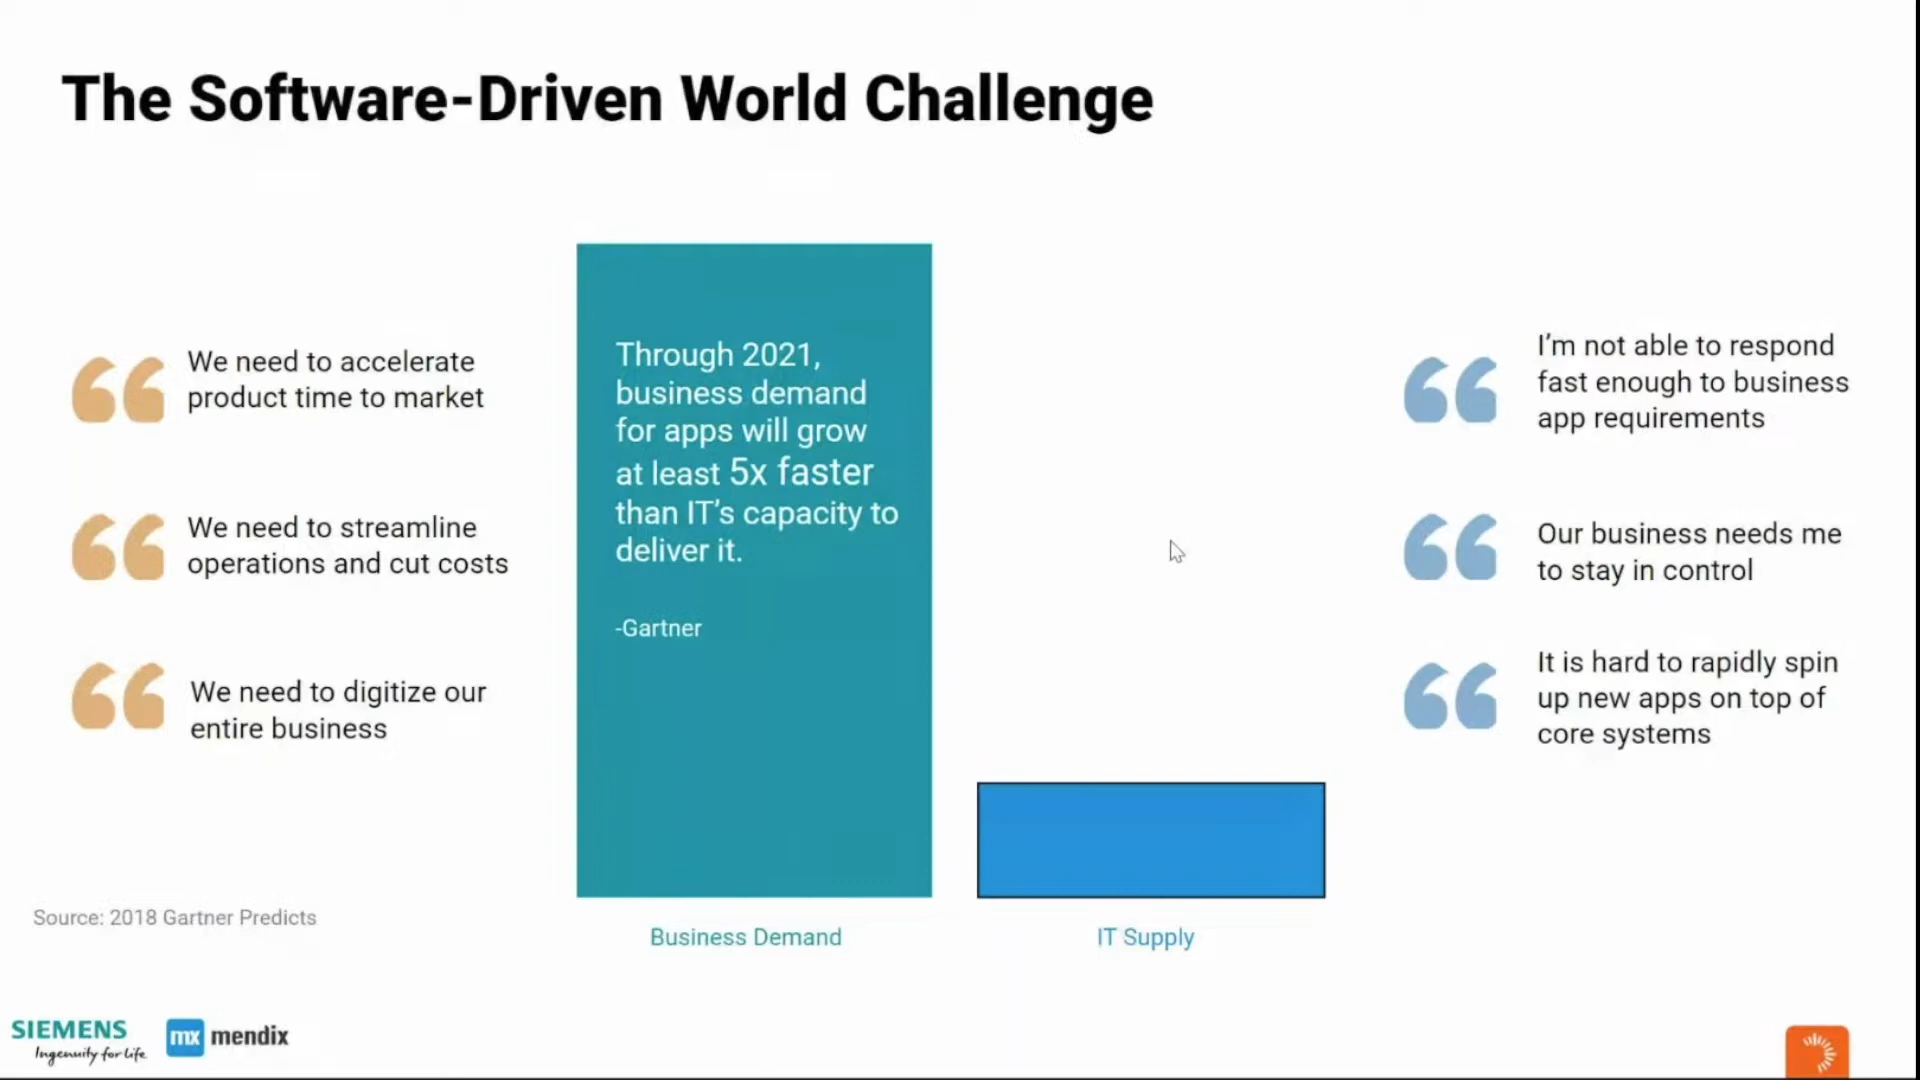 The Software-Driven World Challenge
We need to accelerate
product time to market
We need to streamline
operations and cut costs
We need to digitize our
entire business
Through 2021,
business demand
for apps will grow
at least 5x faster
than IT’s capacity to
deliver it.
-Gartner
I’m not able to respond
fast enough to business
app requirements
Our business needs me
to stay in control
It is hard to rapidly spin
up new apps on top of
core systems
Source: 2018 Gartner Predicts
Business Demand
IT Supply
SIEMENS
Ingenuity for life
mx mendix